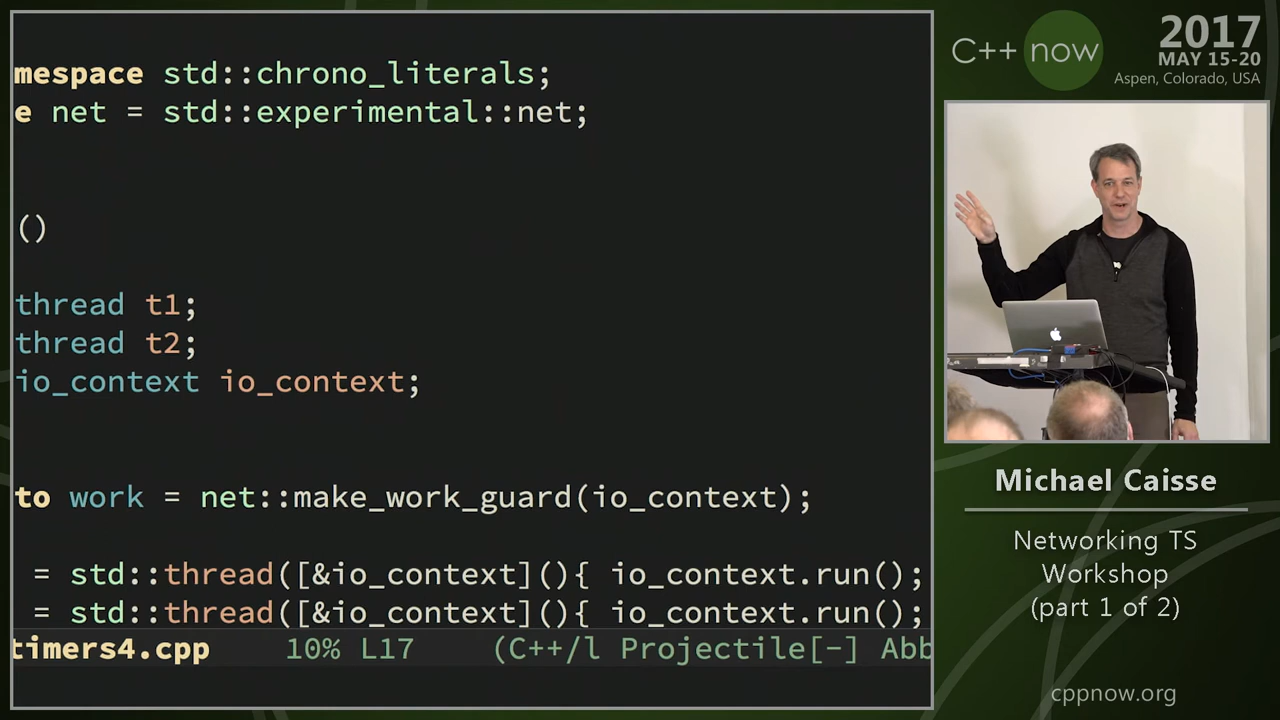 mespace std::chrono_literals;
e net = std::experimental::net;
()
thread t1;
thread t2;
io_context io_context;
to work = net::make_work_guard(io_context);
= std::thread([&io_context](){ io_context.run();
= std::thread([&io_context](){ io_context.run();
timers4.cpp 10% L17 (C++/l Projectile[-] Abb
C++ now
2017
MAY 15-20
Aspen, Colorado, USA
Michael Caisse
Networking TS
Workshop
(part 1 of 2)
cppnow.org